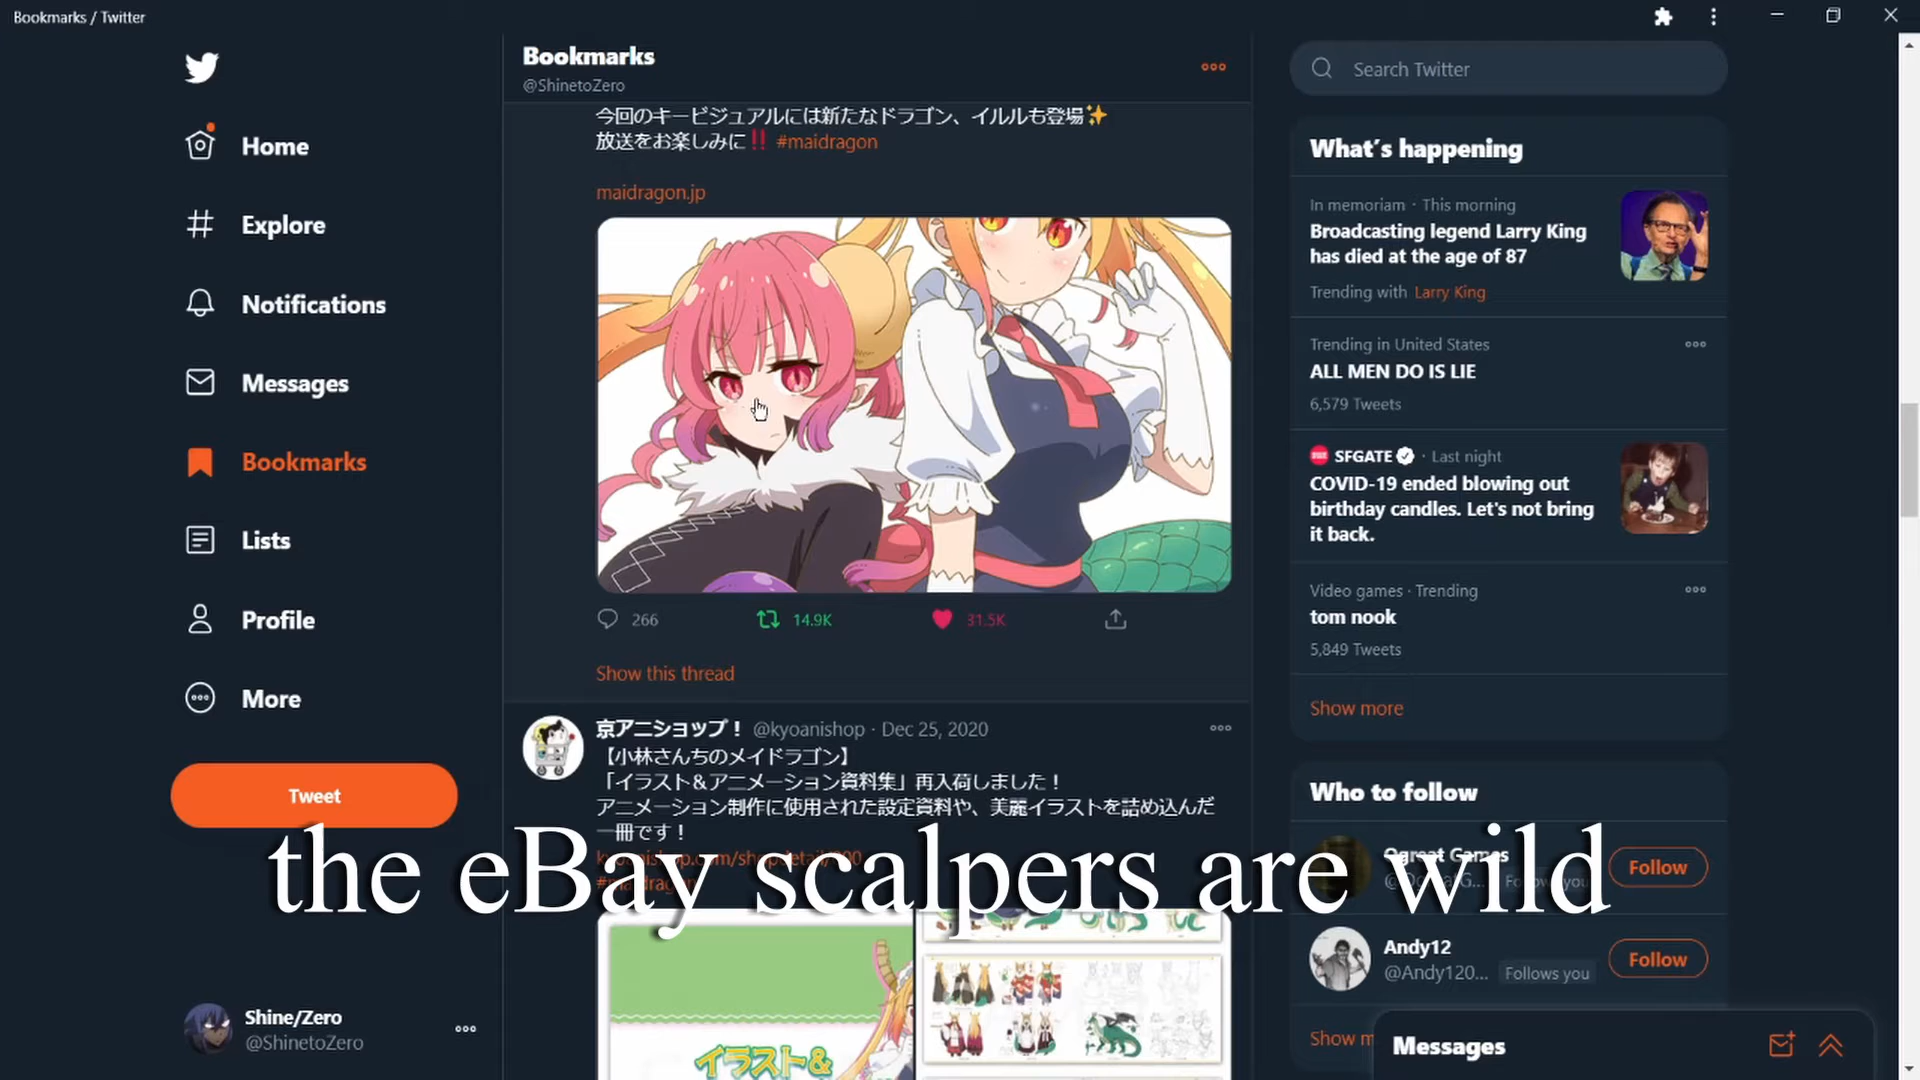 Bookmarks / Twitter
Home
Explore
Notifications
Messages
Bookmarks
Lists
Profile
More
Tweet
Shine/Zero
@ShinetoZero
Bookmarks
@ShinetoZero
今回のキービジュアルには新たなドラゴン、イルルも登場✨
放送をお楽しみに‼ #maidragon
maidragon.jp
266
14.9K
31.5K
Show this thread
京アニショップ！ @kyoanishop · Dec 25, 2020
【小林さんちのメイドラゴン】
「イラスト＆アニメーション資料集」再入荷しました！
アニメーション制作に使用された設定資料や、美麗イラストを詰め込んだ
一冊です！
#maidragon
イラスト&
the eBay scalpers are wild
Search Twitter
What's happening
In memoriam · This morning
Broadcasting legend Larry King
has died at the age of 87
Trending with Larry King
Trending in United States
ALL MEN DO IS LIE
6,579 Tweets
SFGATE · Last night
COVID-19 ended blowing out
birthday candles. Let's not bring
it back.
Video games · Trending
tom nook
5,849 Tweets
Show more
Who to follow
Games
Follow
Andy12
@Andy120... Follows you
Follow
Show
Messages